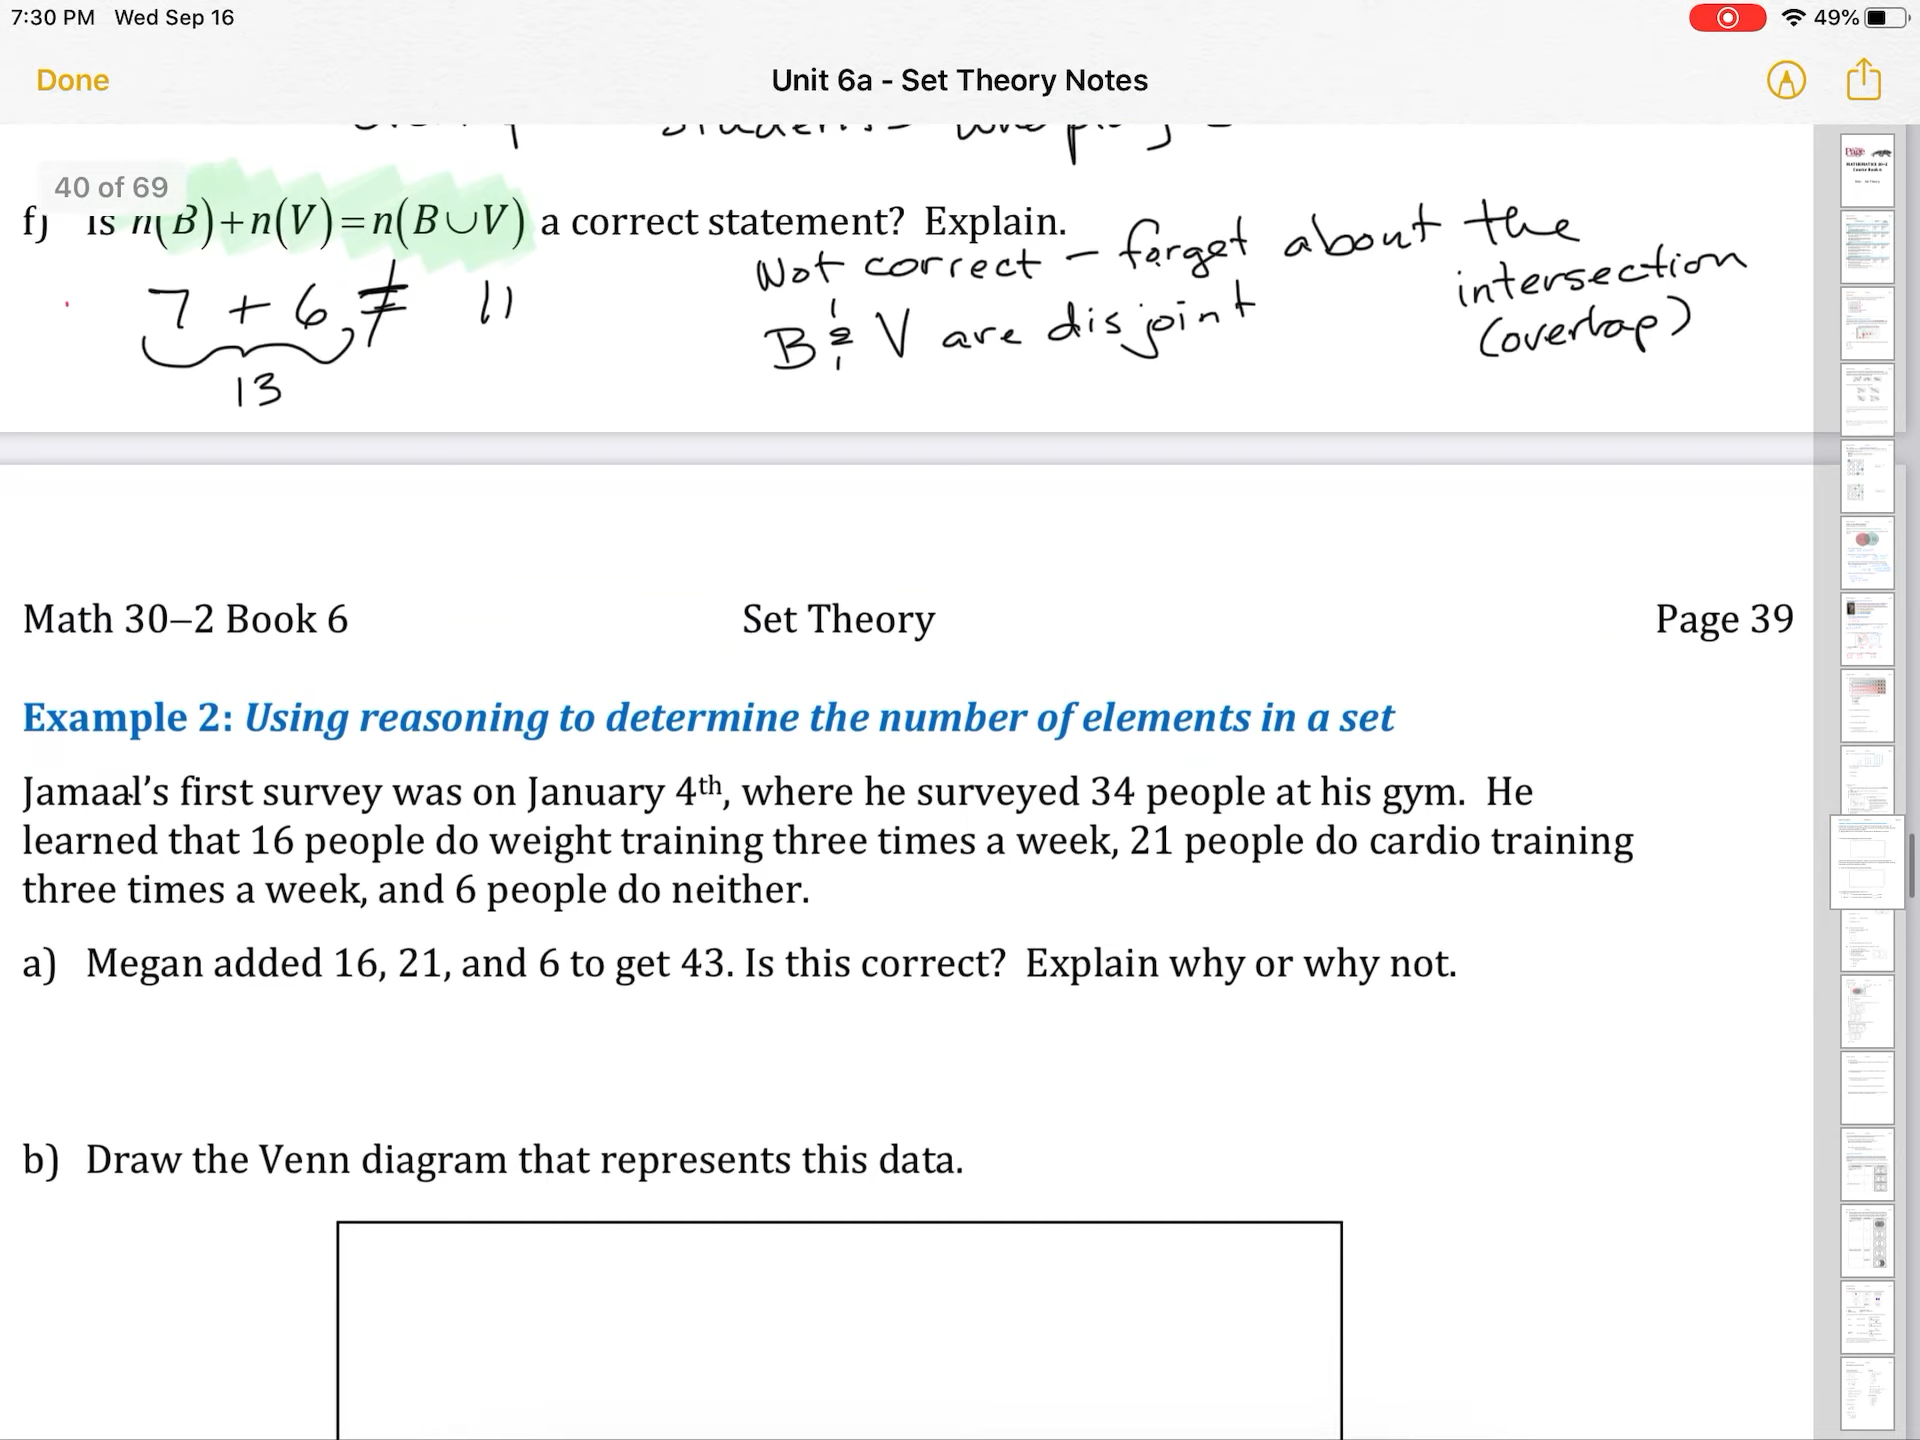 7:30 PM Wed Sep 16
49%
Done
Unit 6a - Set Theory Notes
40 of 69
f) Is n(B)+n(V)=n(B∪V) a correct statement? Explain.
Not correct - forget about the
intersection
(overlap)
7 + 6 ≠ 11
B & V are disjoint
13
Math 30–2 Book 6
Set Theory
Page 39
Example 2: Using reasoning to determine the number of elements in a set
Jamaal's first survey was on January 4th, where he surveyed 34 people at his gym. He
learned that 16 people do weight training three times a week, 21 people do cardio training
three times a week, and 6 people do neither.
a) Megan added 16, 21, and 6 to get 43. Is this correct? Explain why or why not.
b) Draw the Venn diagram that represents this data.